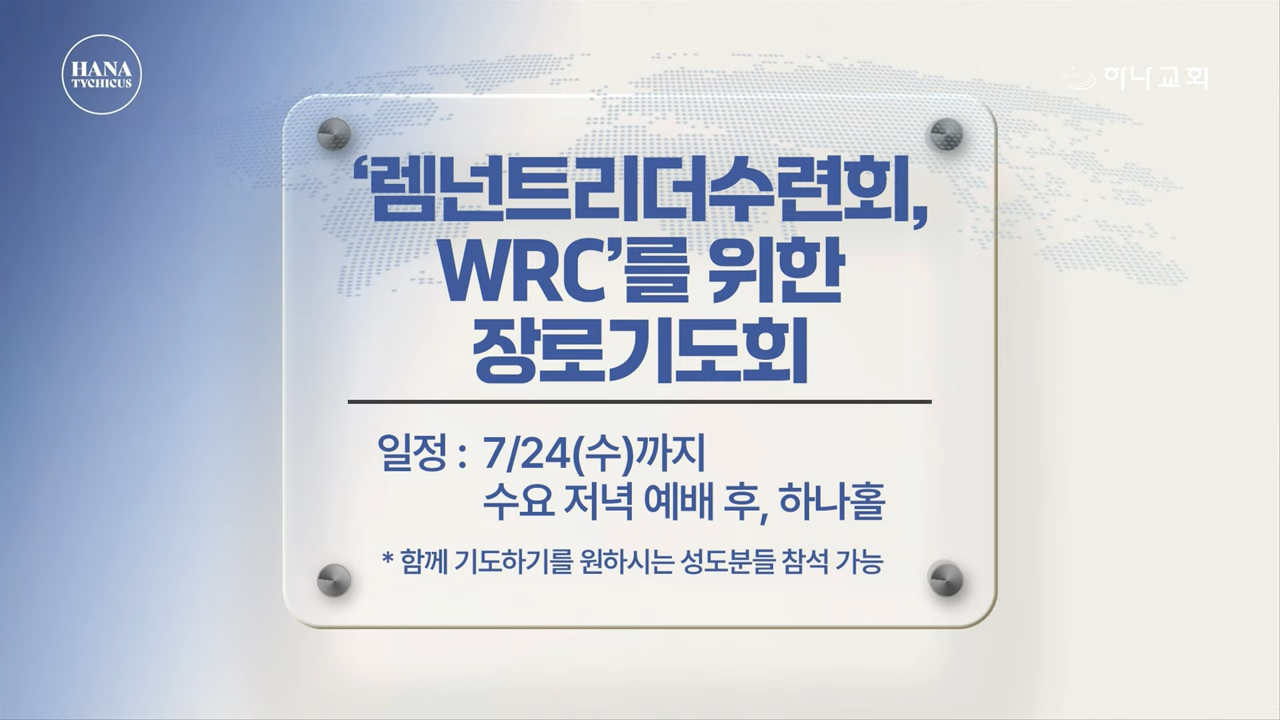 HANA
TYCHICUS
하나교회
‘렘넌트리더수련회,
WRC’를 위한
장로기도회
일정 : 7/24(수)까지
수요 저녁 예배 후, 하나홀
* 함께 기도하기를 원하시는 성도분들 참석 가능